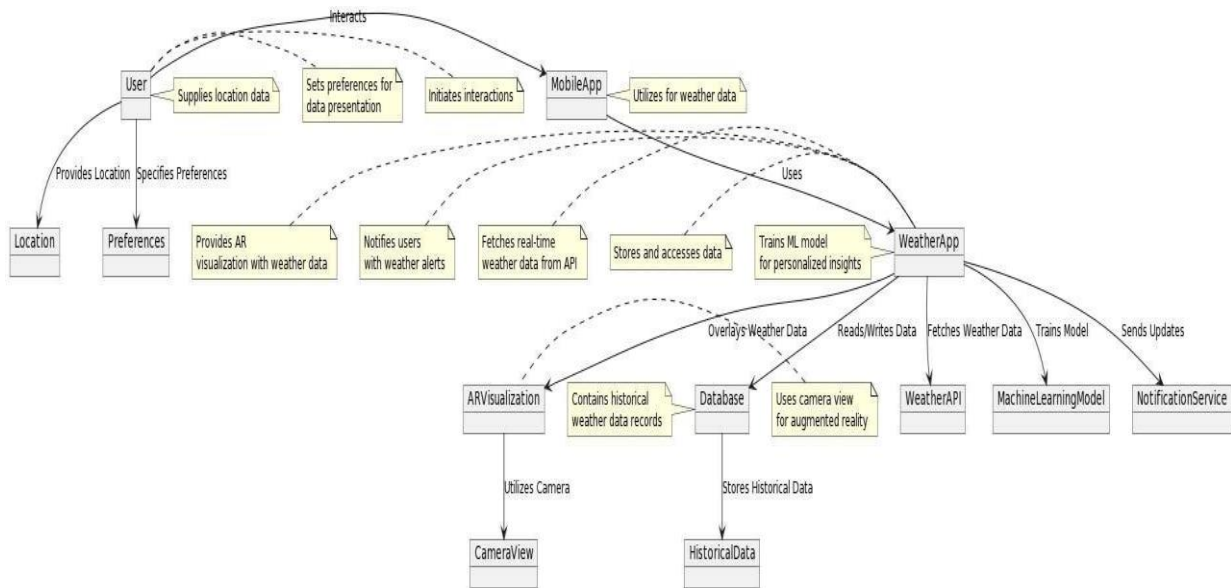 Interacts
User
Supplies location data
Sets preferences for
data presentation
Initiates interactions
MobileApp
Utilizes for weather data
Provides Location
Specifies Preferences
Uses
Location
Preferences
Provides AR
visualization with weather data
Notifies users
with weather alerts
Fetches real-time
weather data from API
Stores and accesses data
Trains ML model
for personalized insights
WeatherApp
Overlays Weather Data
Reads/Writes Data
Fetches Weather Data
Trains Model
Sends Updates
ARVisualization
Contains historical
weather data records
Database
Uses camera view
for augmented reality
WeatherAPI
MachineLearningModel
NotificationService
Utilizes Camera
Stores Historical Data
CameraView
HistoricalData